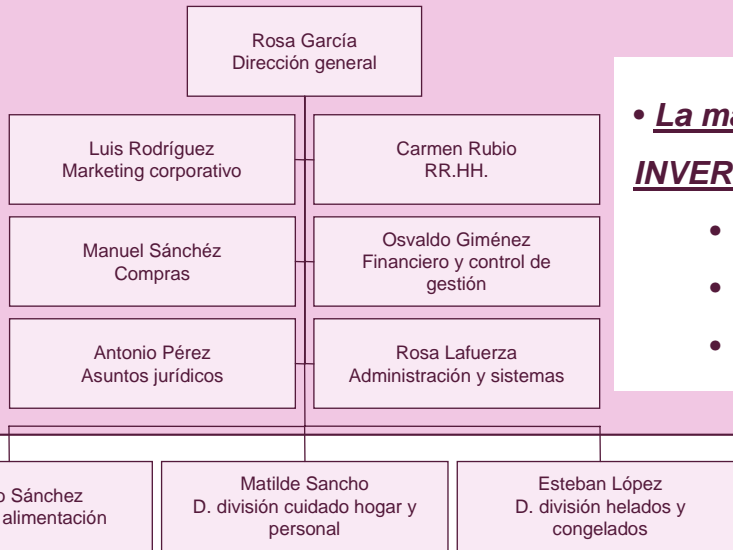 Rosa García
Dirección general
Luis Rodríguez
Marketing corporativo
Carmen Rubio
RR.HH.
Manuel Sánchéz
Compras
Osvaldo Giménez
Financiero y control de
gestión
Antonio Pérez
Asuntos jurídicos
Rosa Lafuerza
Administración y sistemas
• La
•
•
•
Sánchez
alimentación
Matilde Sancho
D. división cuidado hogar y
personal
Esteban López
D. división helados y
congelados